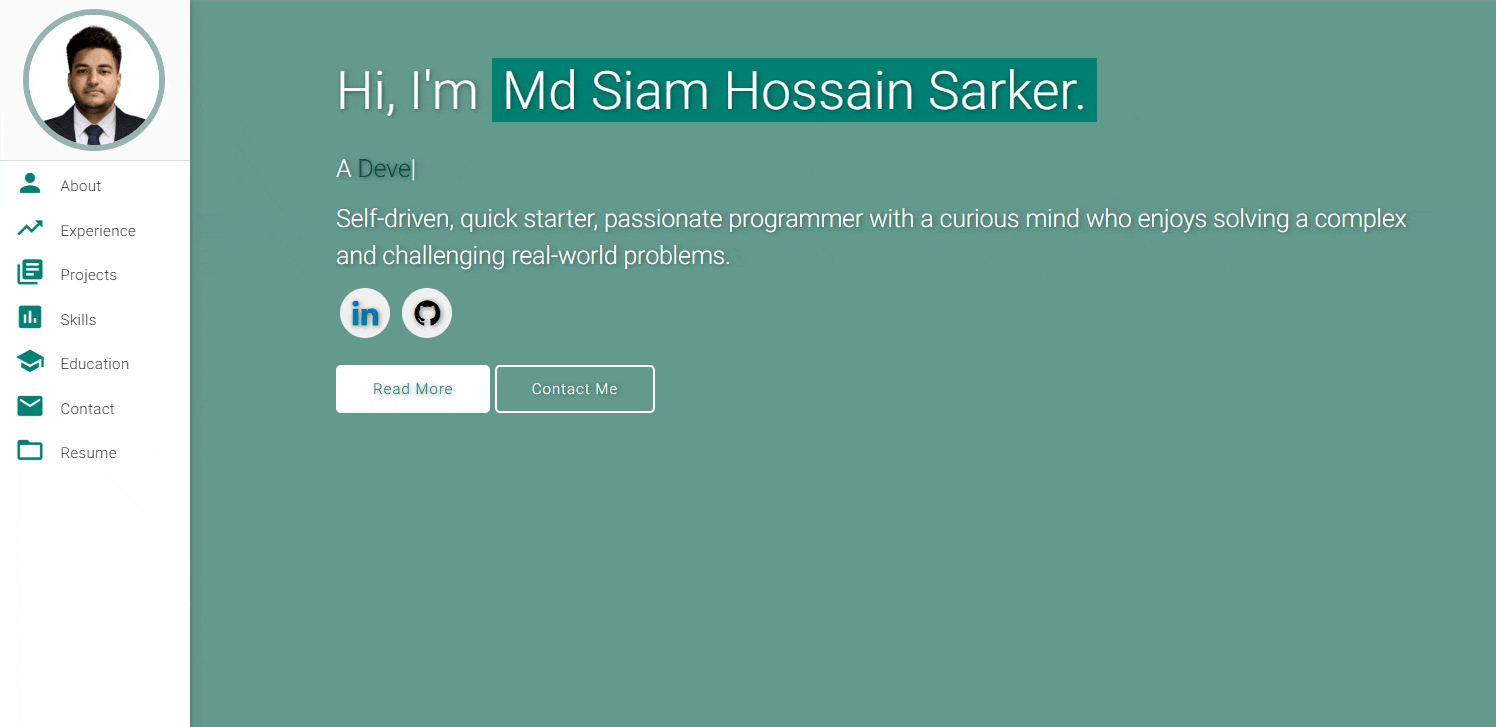 About
Experience
Projects
Skills
Education
Contact
Resume
Hi, I'm Md Siam Hossain Sarker.
A Deve|
Self-driven, quick starter, passionate programmer with a curious mind who enjoys solving a complex
and challenging real-world problems.
in
Read More
Contact Me